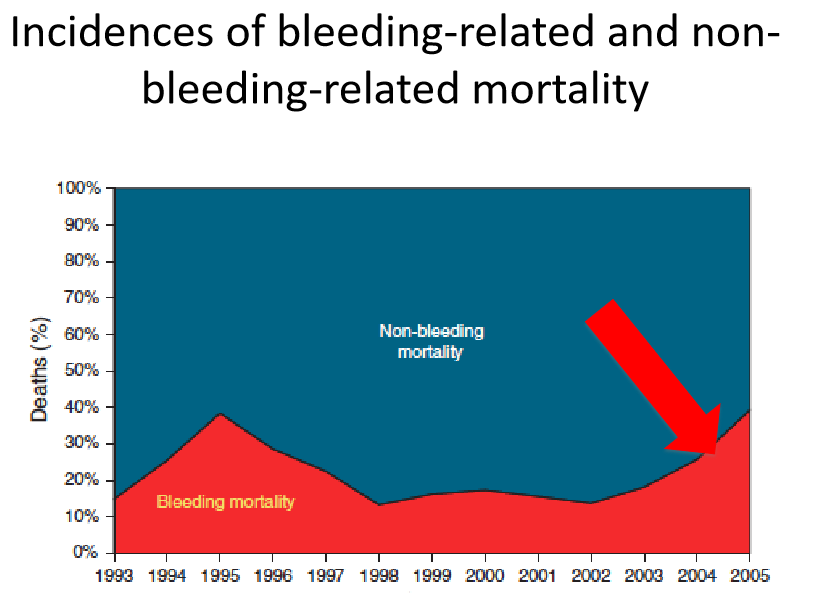 Incidences of bleeding-related and non-
bleeding-related mortality
100%
90%
80%
70%
60%
50%
40%
30%
20%
10%
0%
Deaths (%)
Non-bleeding
mortality
Bleeding mortality
1993 1994 1995 1996 1997 1998 1999 2000 2001 2002 2003 2004 2005